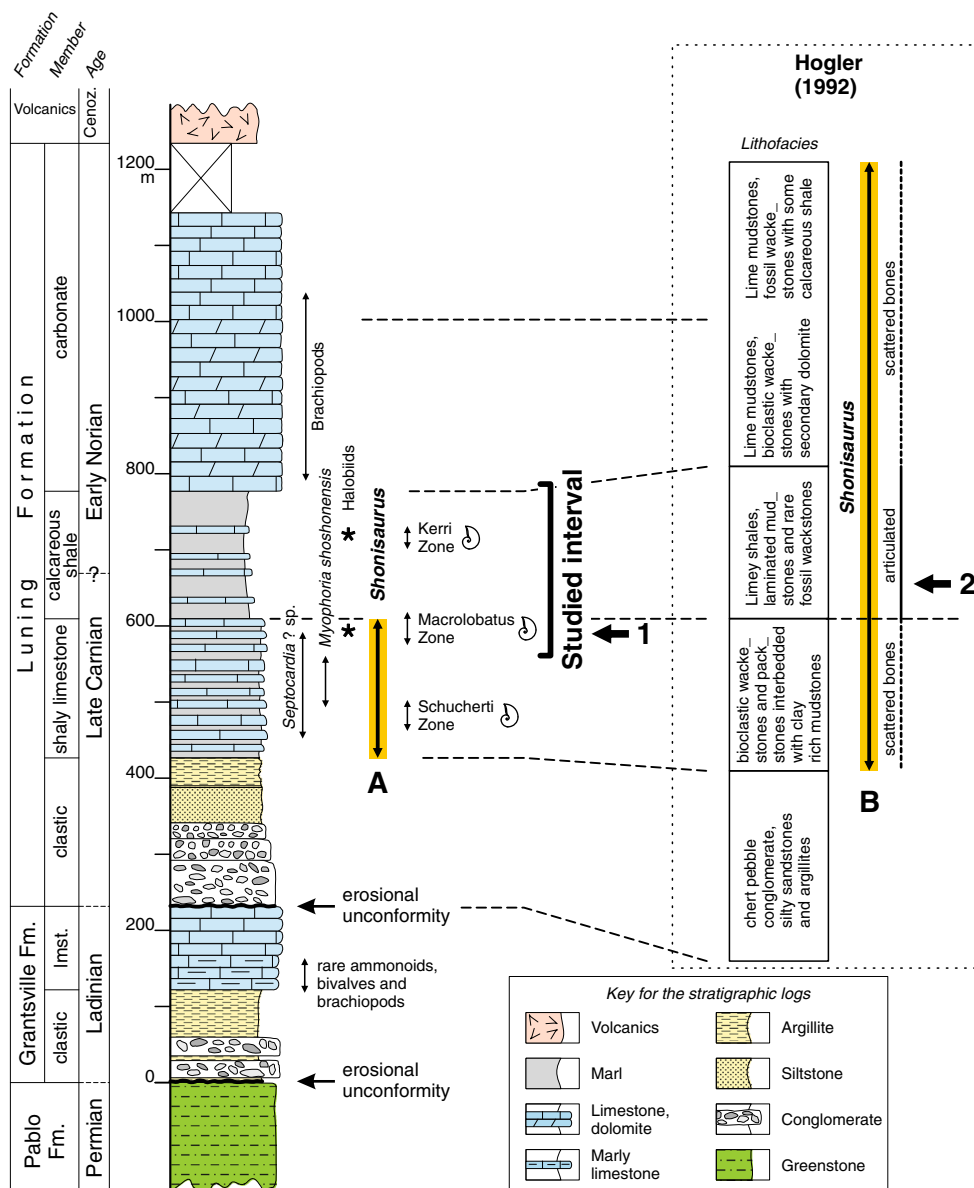 Formation
Member
Age
Volcanics
Cenoz.
Luning Formation
carbonate
calcareous
shale
shaly limestone
clastic
Early Norian
?
Late Carnian
Grantsville Fm.
lmst.
clastic
Ladinian
Pablo
Fm.
Permian
1200
m
1000
800
600
400
200
0
Brachiopods
Halobiids
*
*
Myophoria shoshonensis
Septocardia? sp.
Shonisaurus
A
Kerri
Zone
Macrolobatus
Zone
Schucherti
Zone
Studied interval
1
erosional
unconformity
rare ammonoids,
bivalves and
brachiopods
erosional
unconformity
Hogler
(1992)
Lithofacies
Lime mudstones,
fossil wacke_
stones with some
calcareous shale
Lime mudstones,
bioclastic wacke_
stones with
secondary dolomite
Limey shales,
laminated mud_
stones and rare
fossil wackstones
bioclastic wacke_
stones and pack_
stones interbedded
with clay
rich mudstones
chert pebble
conglomerate,
silty sandstones
and argillites
Shonisaurus
B
scattered bones
articulated
scattered bones
2
Key for the stratigraphic logs
Volcanics
Marl
Limestone,
dolomite
Marly
limestone
Argillite
Siltstone
Conglomerate
Greenstone